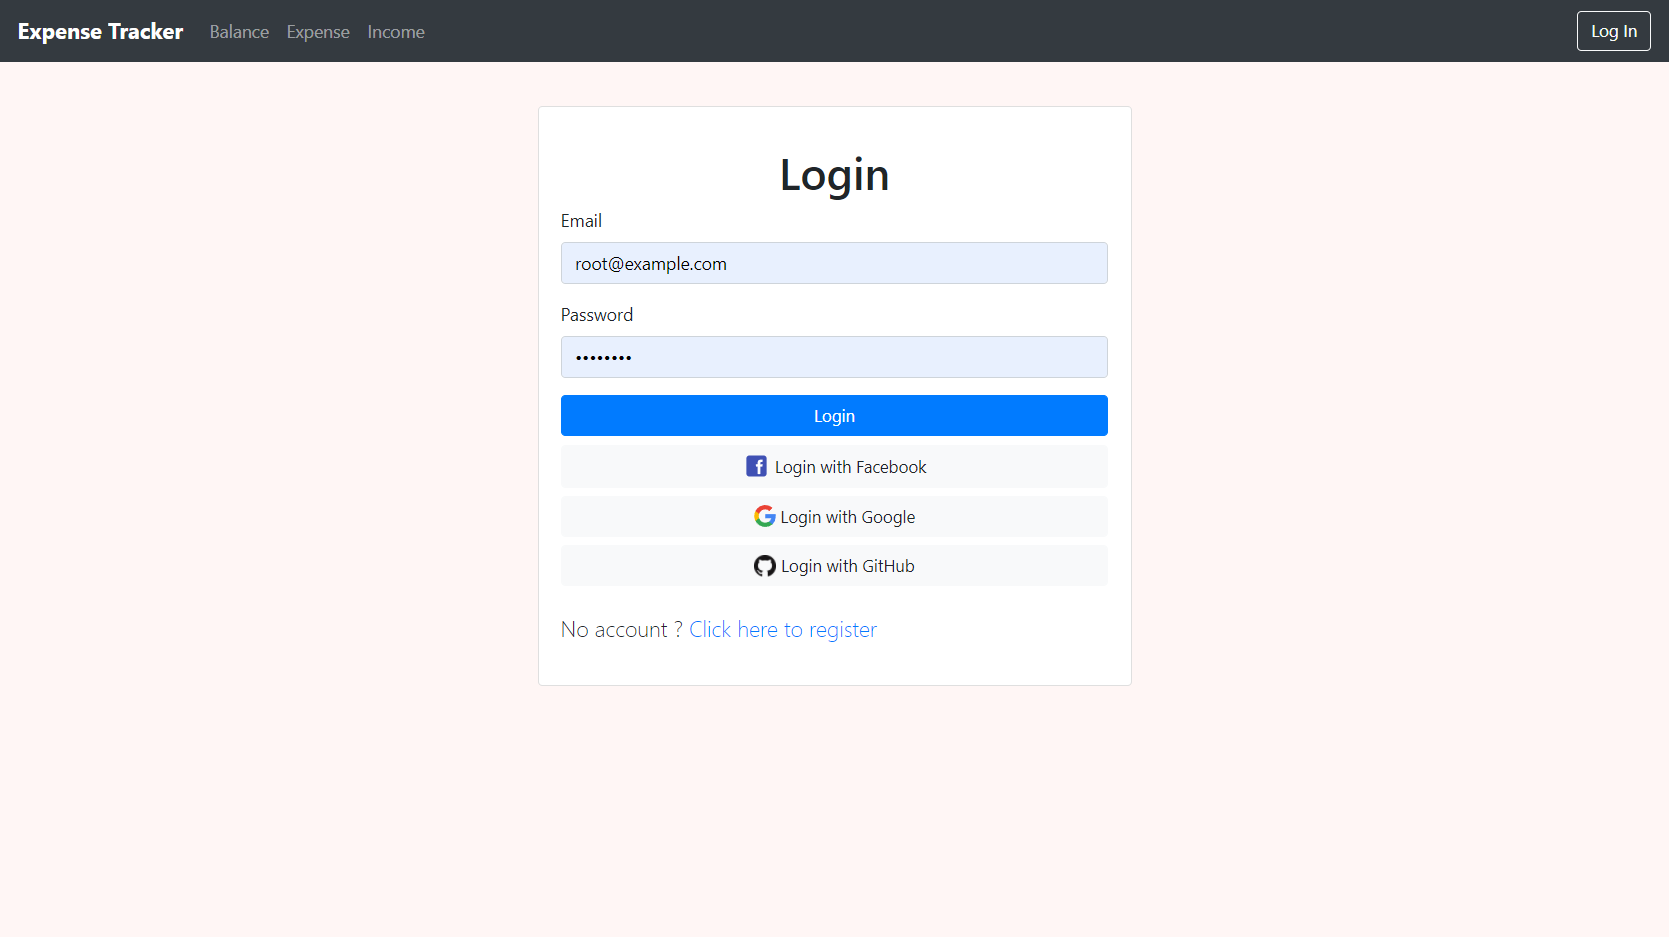 Expense Tracker Balance Expense Income Log In
Login
Email
root@example.com
Password
••••••••
Login
Login with Facebook
Login with Google
Login with GitHub
No account ? Click here to register